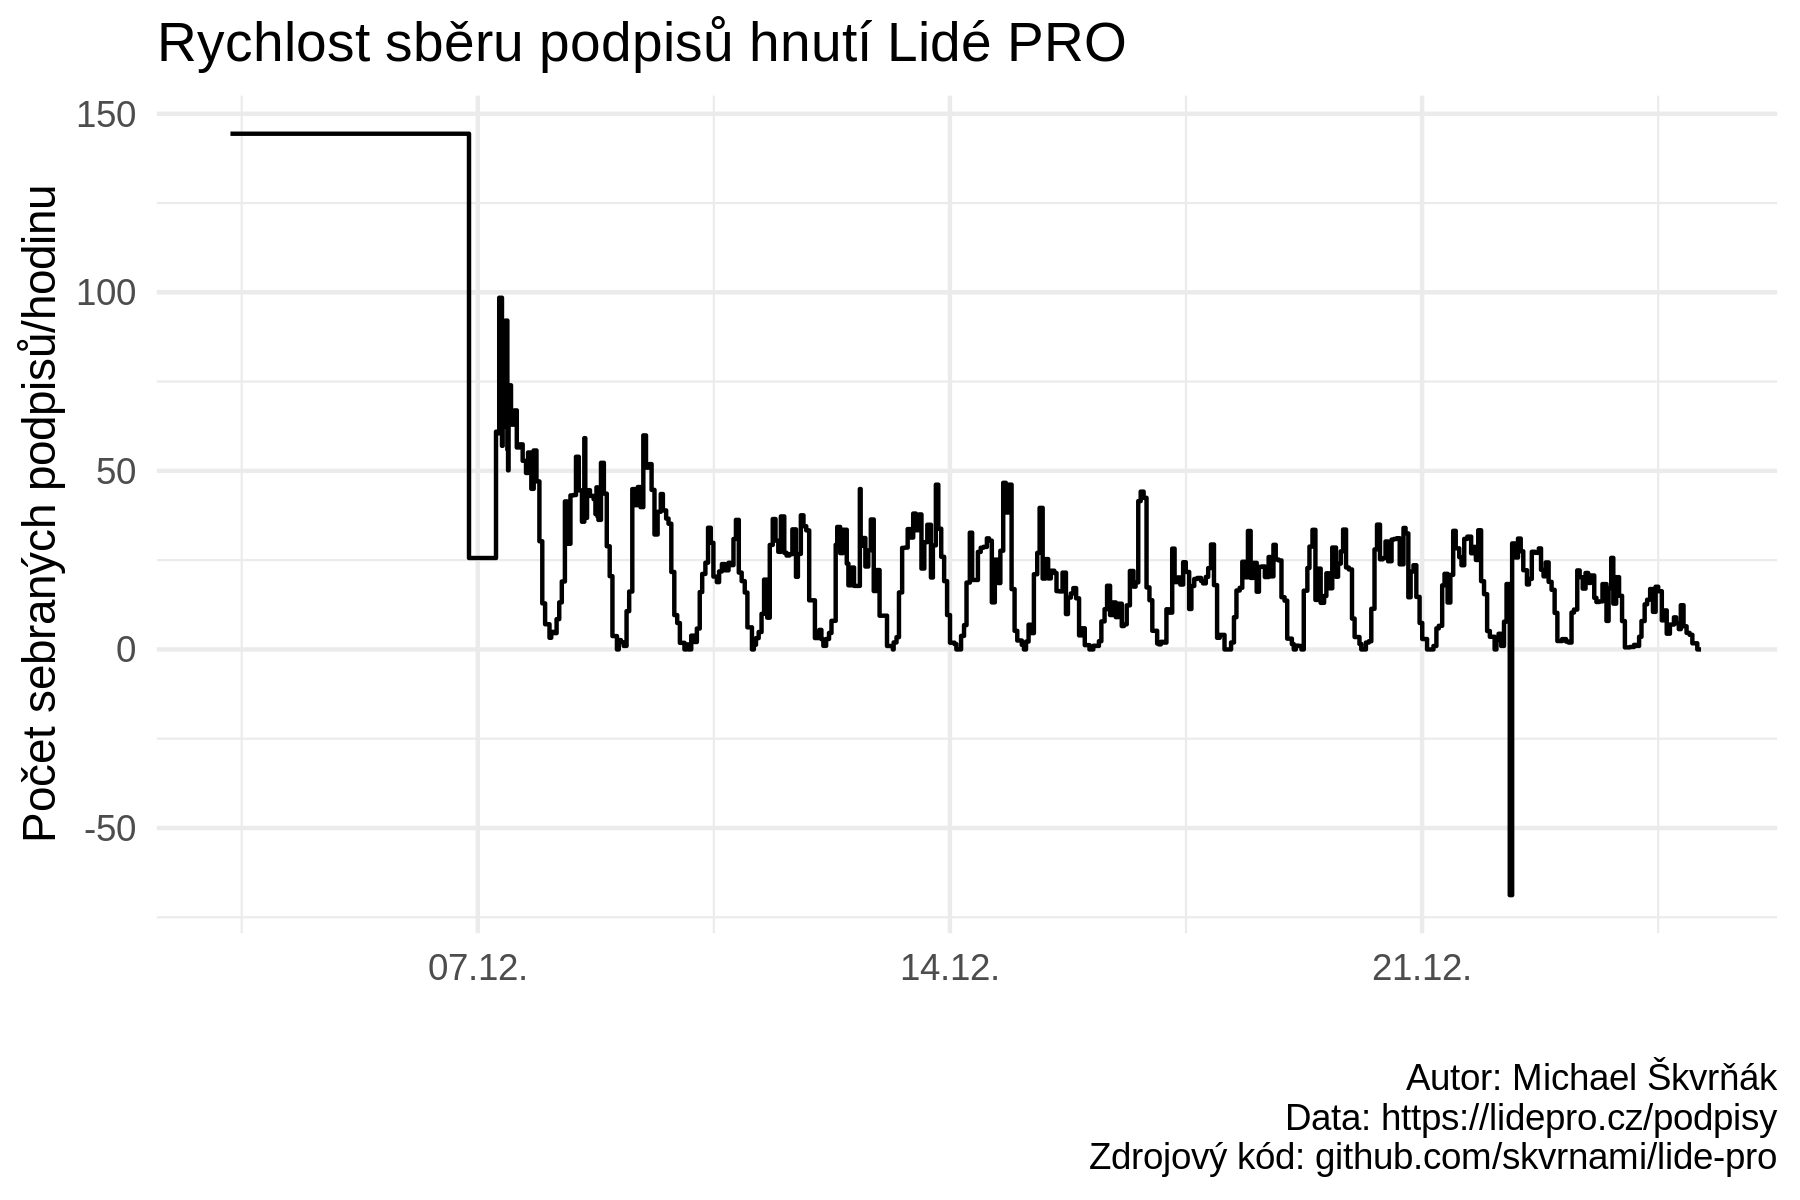 Rychlost sběru podpisů hnutí Lidé PRO
Počet sebraných podpisů/hodinu
150
100
50
0
-50
07.12.
14.12.
21.12.
Autor: Michael Škvrňák
Data: https://lidepro.cz/podpisy
Zdrojový kód: github.com/skvrnami/lide-pro